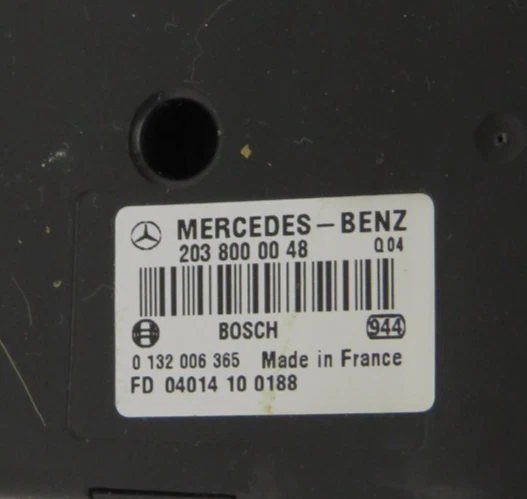 MERCEDES-BENZ
203 800 00 48 Q04
BOSCH 944
0 132 006 365 Made in France
FD 04014 10 0188